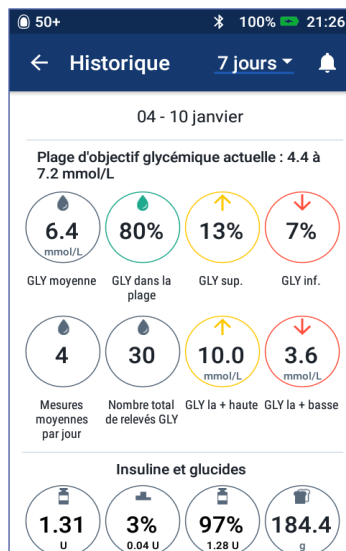 50+ 100% 21:26
Historique 7 jours
04 - 10 janvier
Plage d'objectif glycémique actuelle : 4.4 à
7.2 mmol/L
6.4 80% 13% 7%
mmol/L
GLY moyenne GLY dans la GLY sup. GLY inf.
plage
4 30 10.0 3.6
mmol/L mmol/L
Mesures Nombre total GLY la + haute GLY la + basse
moyennes de relevés GLY
par jour
Insuline et glucides
1.31 3% 97% 184.4
U 0.04 U 1.28 U g